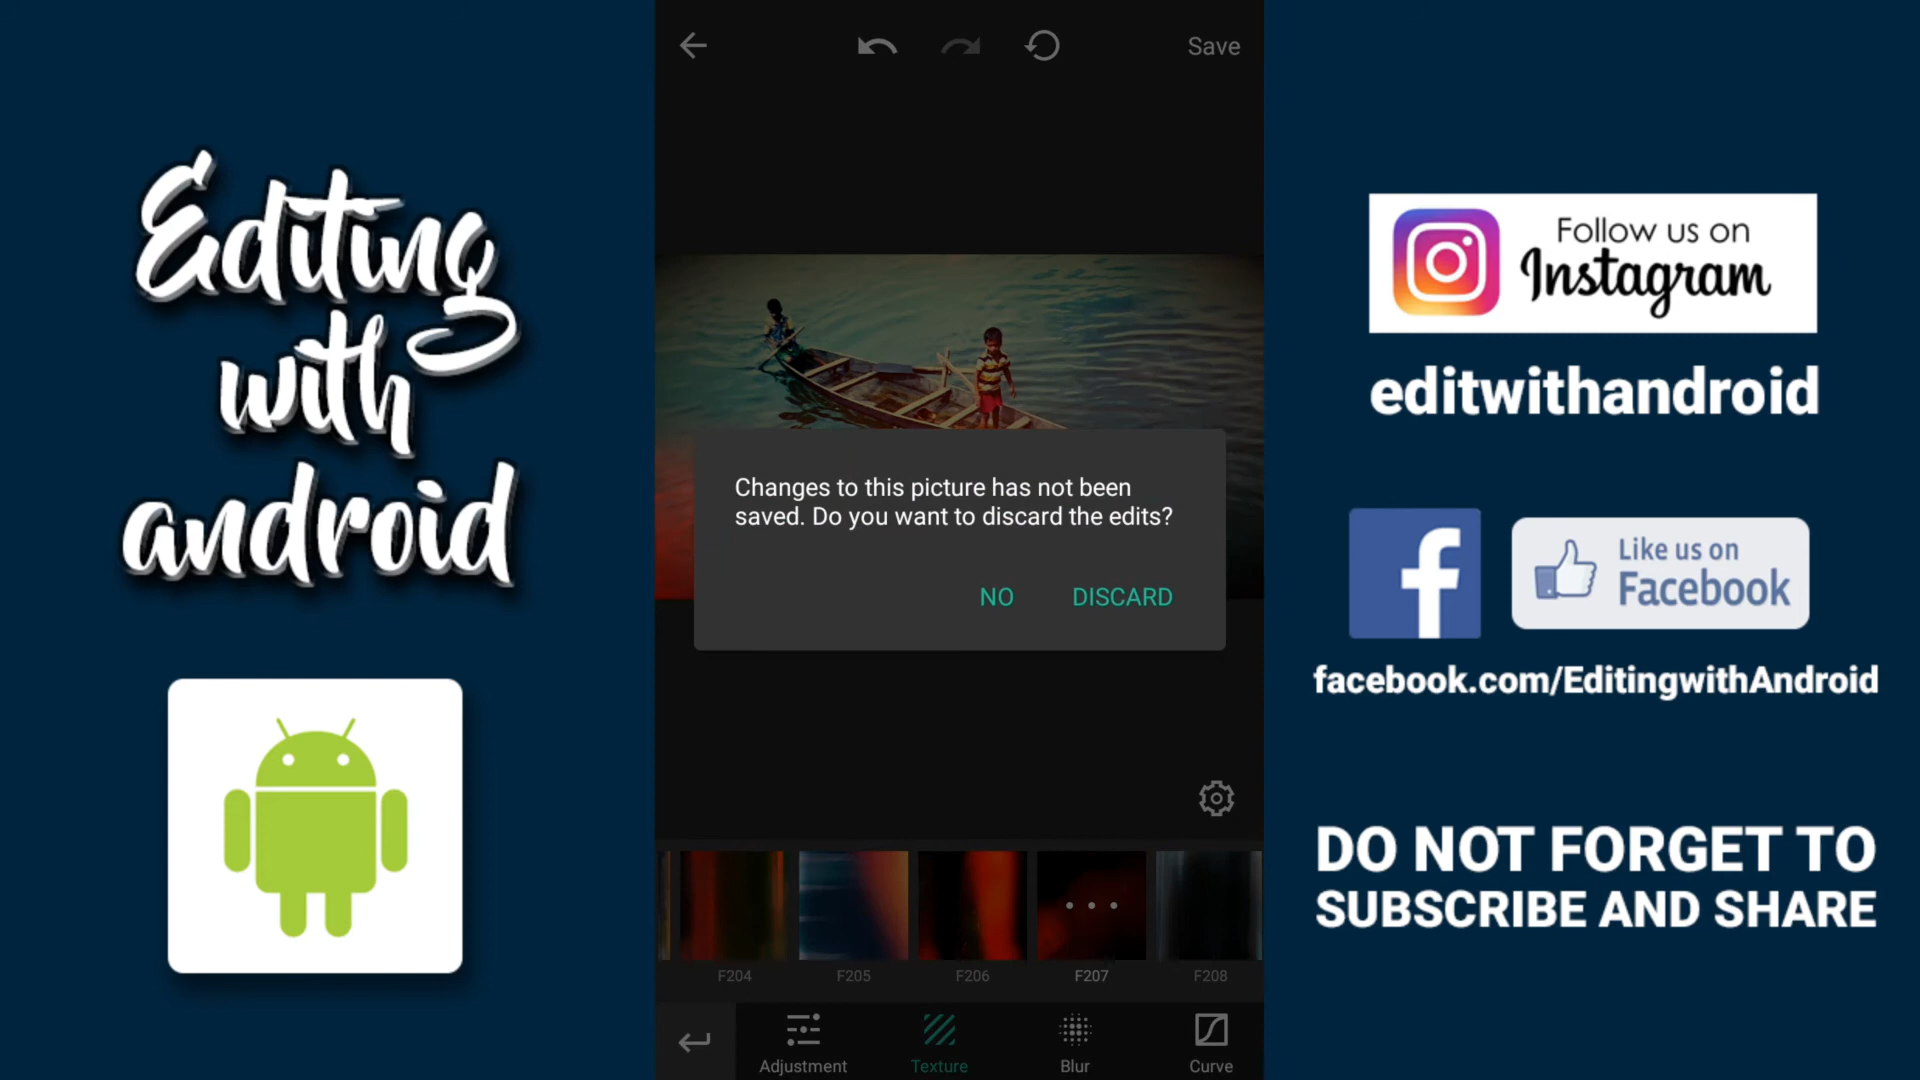 Editing
with
android
Save
Changes to this picture has not been
saved. Do you want to discard the edits?
NO DISCARD
F204 F205 F206 F207 F208
Adjustment Texture Blur Curve
Follow us on
Instagram
editwithandroid
f
Like us on
Facebook
facebook.com/EditingwithAndroid
DO NOT FORGET TO
SUBSCRIBE AND SHARE